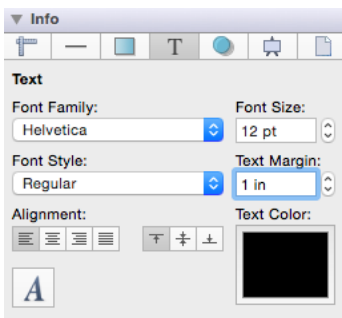 Info
T
Text
Font Family: Font Size:
Helvetica 12 pt
Font Style: Text Margin:
Regular 1 in
Alignment: Text Color:
A